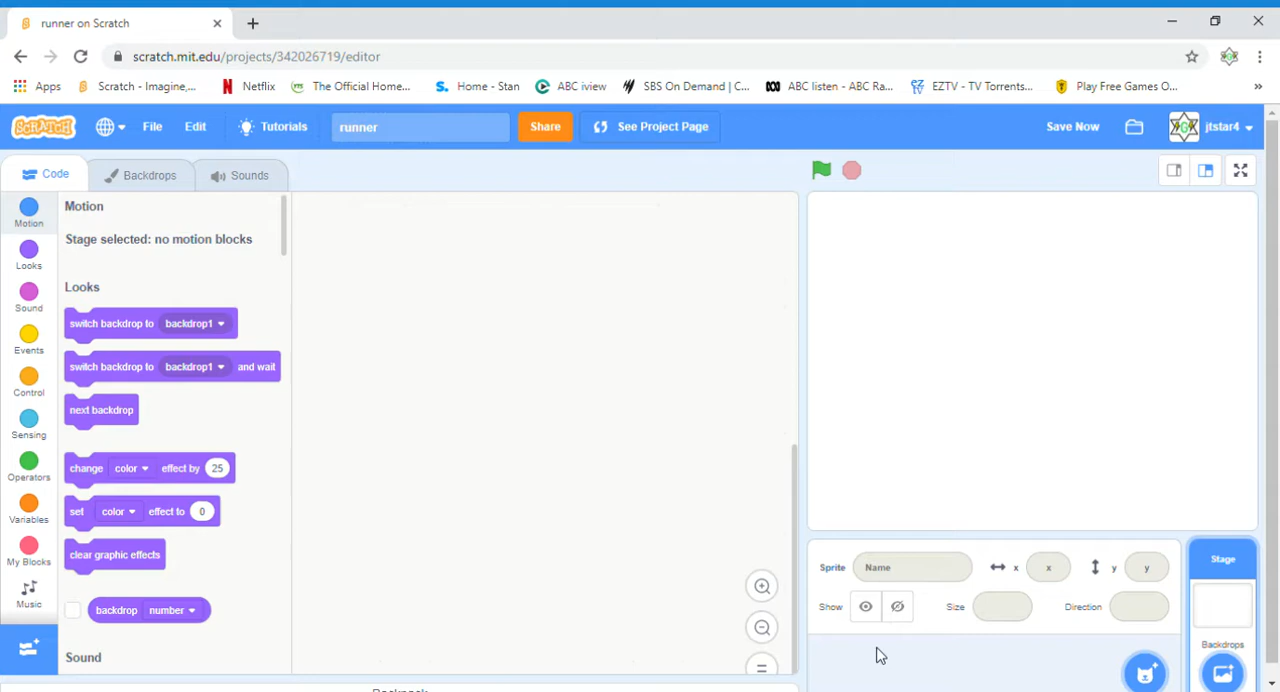 runner on Scratch
scratch.mit.edu/projects/342026719/editor
Apps Scratch - Imagine,... Netflix The Official Home... Home - Stan ABC iview SBS On Demand | C... ABC listen - ABC Ra... EZTV - TV Torrents... Play Free Games O... »
SCRATCH File Edit Tutorials runner Share See Project Page Save Now jtstar4
Code Backdrops Sounds
Motion
Looks
Sound
Events
Control
Sensing
Operators
Variables
My Blocks
Music
Motion
Stage selected: no motion blocks
Looks
switch backdrop to backdrop1
switch backdrop to backdrop1 and wait
next backdrop
change color effect by 25
set color effect to 0
clear graphic effects
backdrop number
Sound
Sprite Name x x y y
Show Size Direction
Stage
Backdrops